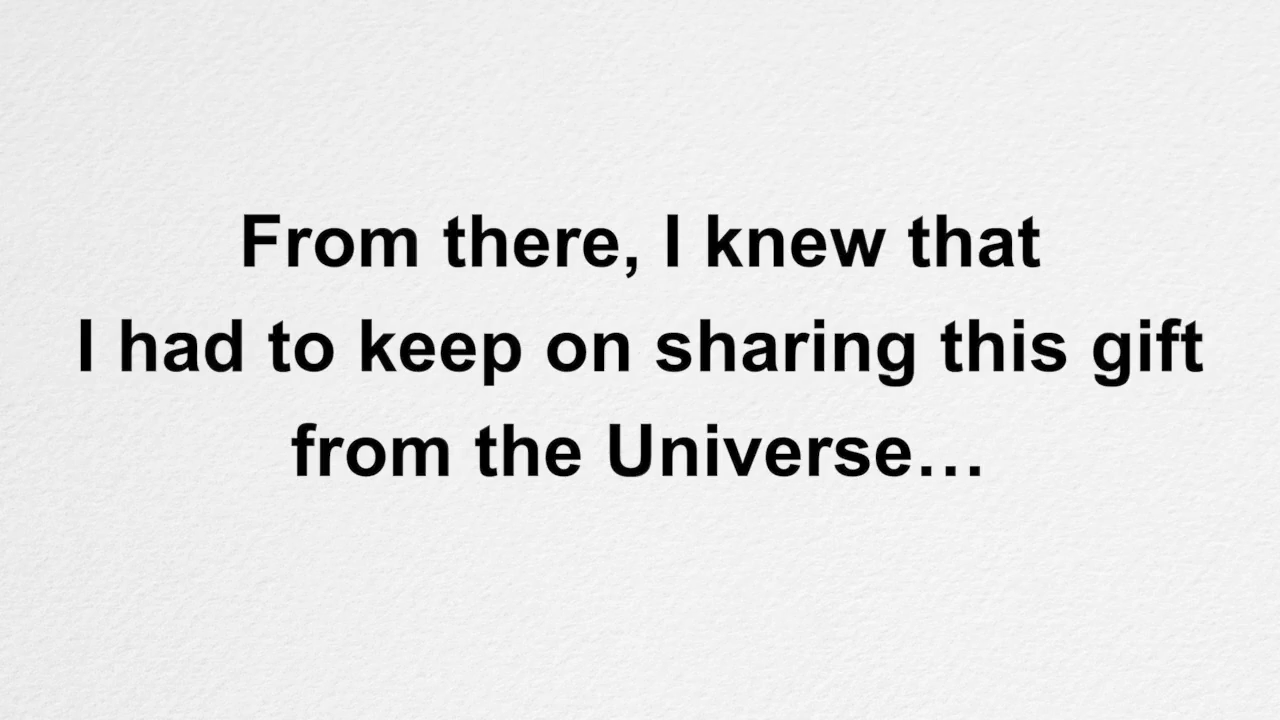 From there, I knew that
I had to keep on sharing this gift
from the Universe…